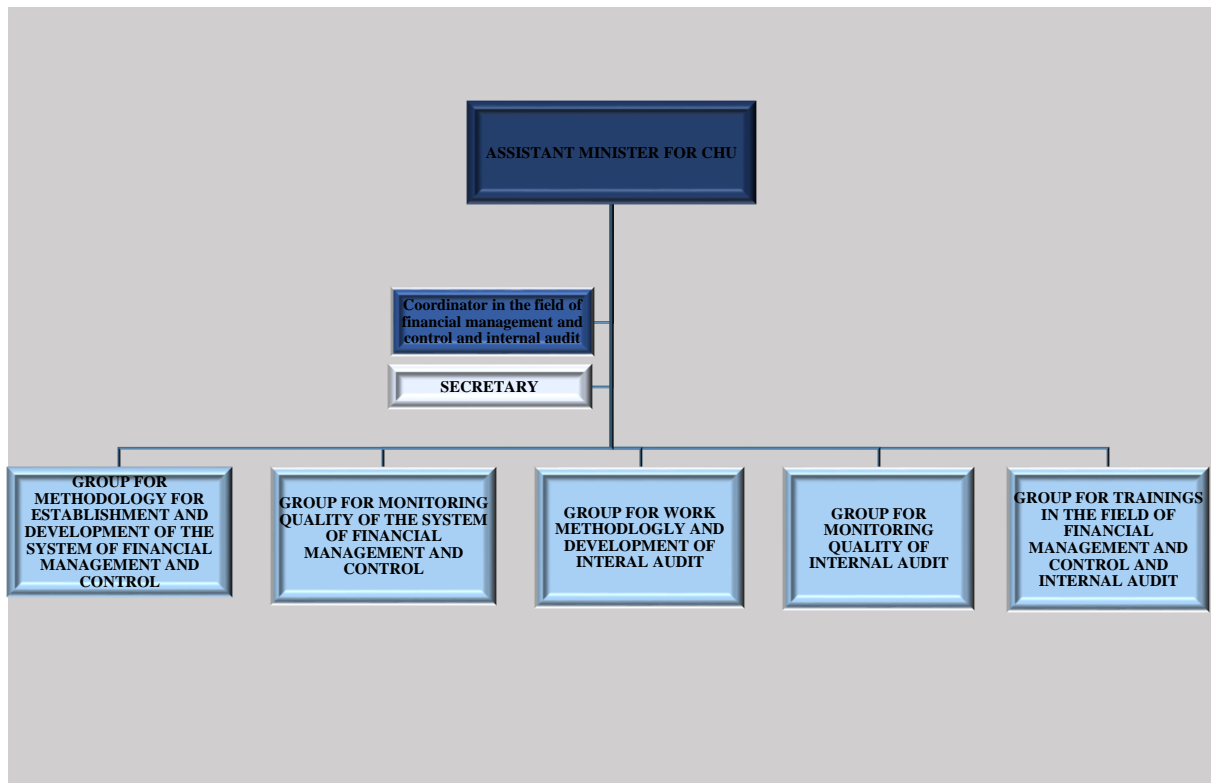 ASSISTANT MINISTER FOR CHU
Coordinator in the field of
financial management and
control and internal audit
SECRETARY
GROUP FOR
METHODOLOGY FOR
ESTABLISHMENT AND
DEVELOPMENT OF THE
SYSTEM OF FINANCIAL
MANAGEMENT AND
CONTROL
GROUP FOR MONITORING
QUALITY OF THE SYSTEM
OF FINANCIAL
MANAGEMENT AND
CONTROL
GROUP FOR WORK
METHODLOGLY AND
DEVELOPMENT OF
INTERAL AUDIT
GROUP FOR
MONITORING
QUALITY OF
INTERNAL AUDIT
GROUP FOR TRAININGS
IN THE FIELD OF
FINANCIAL
MANAGEMENT AND
CONTROL AND
INTERNAL AUDIT